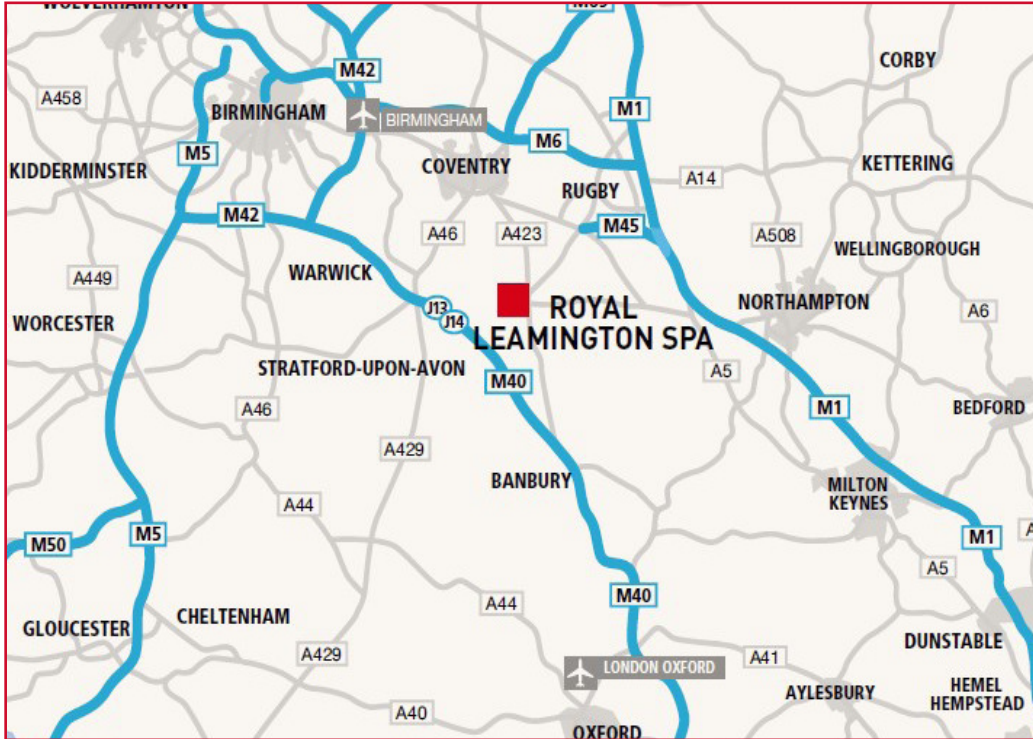 WOLVERHAMPTON
M69
M42
CORBY
A458
BIRMINGHAM
BIRMINGHAM
M1
M5
M6
COVENTRY
KETTERING
KIDDERMINSTER
RUGBY
A14
M42
A46
A423
M45
A508
WELLINGBOROUGH
A449
WARWICK
J13
J14
ROYAL
LEAMINGTON SPA
NORTHAMPTON
A6
WORCESTER
STRATFORD-UPON-AVON
M40
A5
A46
M1
BEDFORD
A429
BANBURY
MILTON
KEYNES
A44
M50
M5
M1
A5
M40
A44
CHELTENHAM
GLOUCESTER
DUNSTABLE
A429
LONDON OXFORD
A41
AYLESBURY
HEMEL
HEMPSTEAD
A40
OXFORD